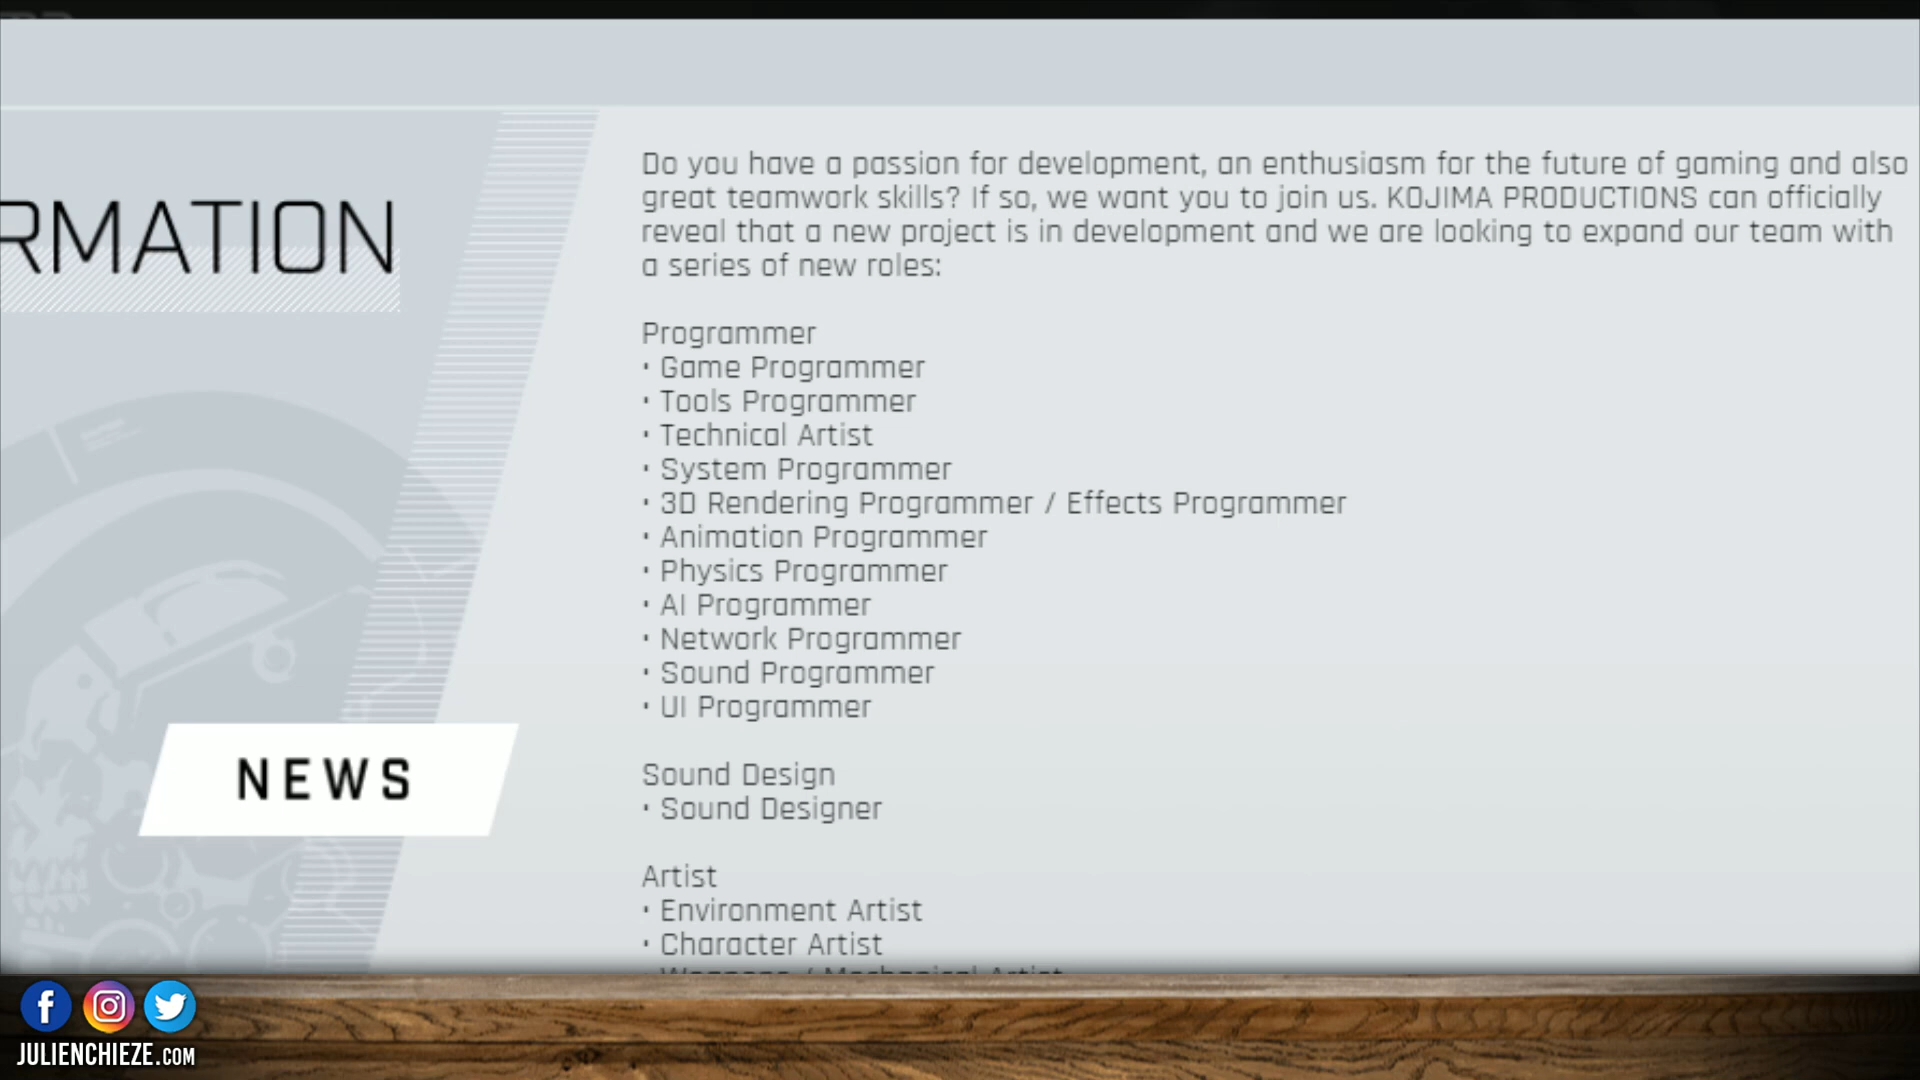 RMATION
Do you have a passion for development, an enthusiasm for the future of gaming and also
great teamwork skills? If so, we want you to join us. KOJIMA PRODUCTIONS can officially
reveal that a new project is in development and we are looking to expand our team with
a series of new roles:
Programmer
· Game Programmer
· Tools Programmer
· Technical Artist
· System Programmer
· 3D Rendering Programmer / Effects Programmer
· Animation Programmer
· Physics Programmer
· AI Programmer
· Network Programmer
· Sound Programmer
· UI Programmer
Sound Design
· Sound Designer
Artist
· Environment Artist
· Character Artist
· Weapons / Mechanical Artist
NEWS
JULIENCHIEZE.COM